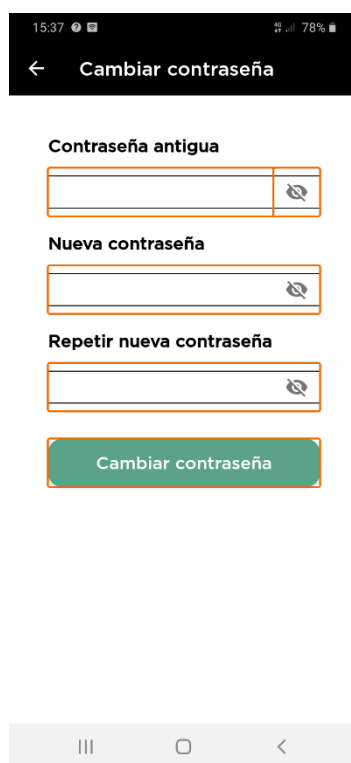 15:37 78%
Cambiar contraseña
Contraseña antigua
Nueva contraseña
Repetir nueva contraseña
Cambiar contraseña